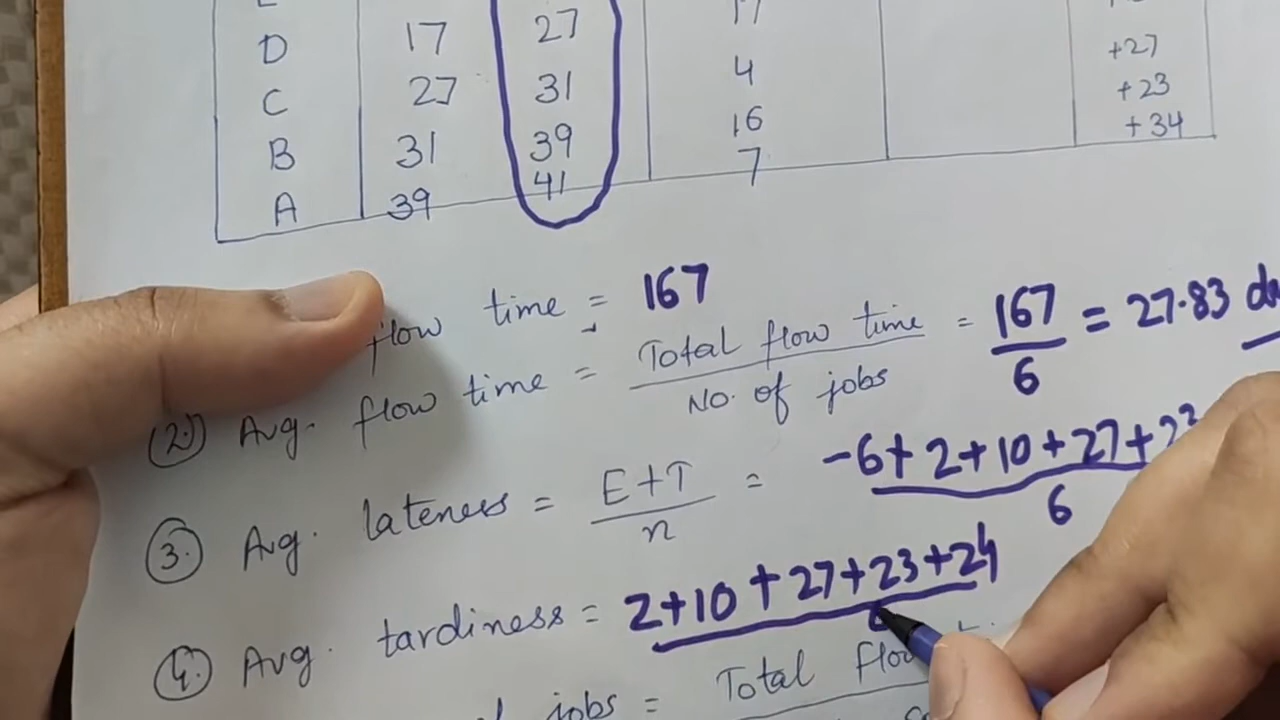 D 17 27 17 +27
C 27 31 4 +23
B 31 39 16 +34
A 39 41 7
flow time = 167
(2.) Avg. flow time = Total flow time / No. of jobs = 167 / 6 = 27.83
(3.) Avg. lateness = E+T / n = -6+2+10+27+23 / 6
(4.) Avg. tardiness = 2+10+27+23+24
jobs = Total